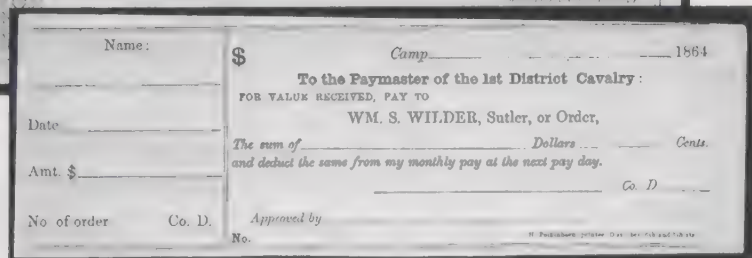 Name:
Date
Amt. $
No of order Co. D.
$ Camp 1864
To the Paymaster of the 1st District Cavalry:
FOR VALUE RECEIVED, PAY TO
WM. S. WILDER, Sutler, or Order,
The sum of Dollars Cents.
and deduct the same from my monthly pay at the next pay day.
Co. D
Approved by
No.